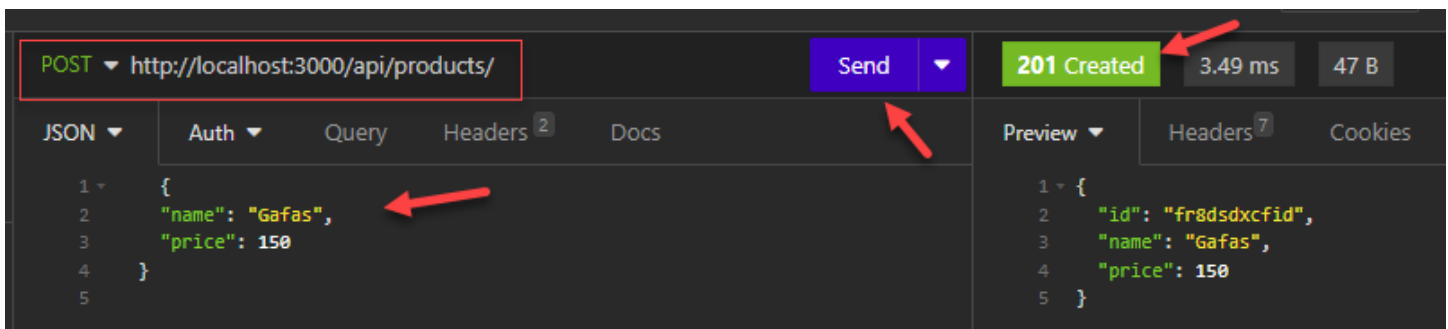 POST http://localhost:3000/api/products/ Send
201 Created 3.49 ms 47 B
JSON Auth Query Headers 2 Docs
Preview Headers 7 Cookies
1 {
2 "name": "Gafas",
3 "price": 150
4 }
5
1 {
2 "id": "fr8dsdxcfid",
3 "name": "Gafas",
4 "price": 150
5 }